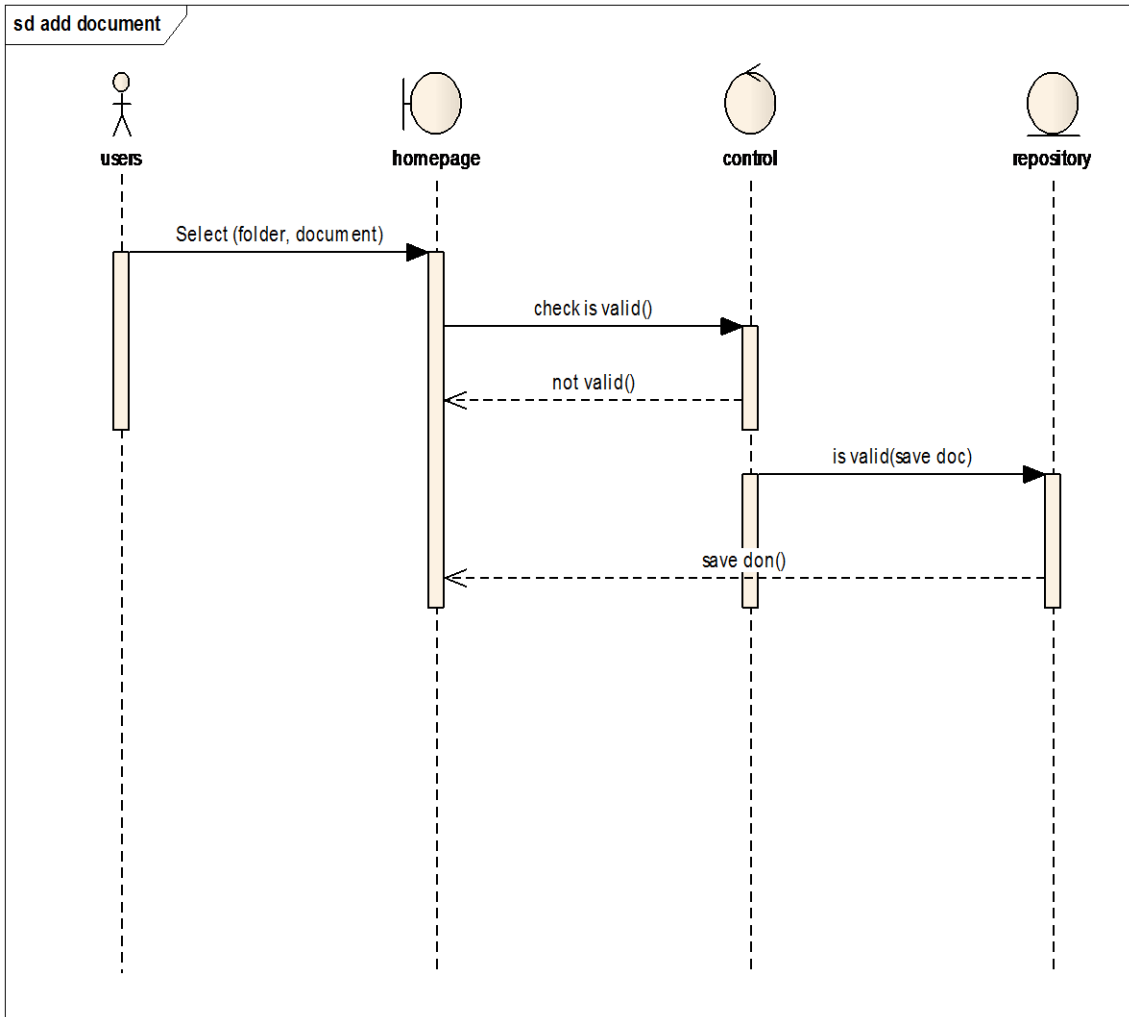 sd add document
users
homepage
control
repository
Select (folder, document)
check is valid()
not valid()
is valid(save doc)
save don()